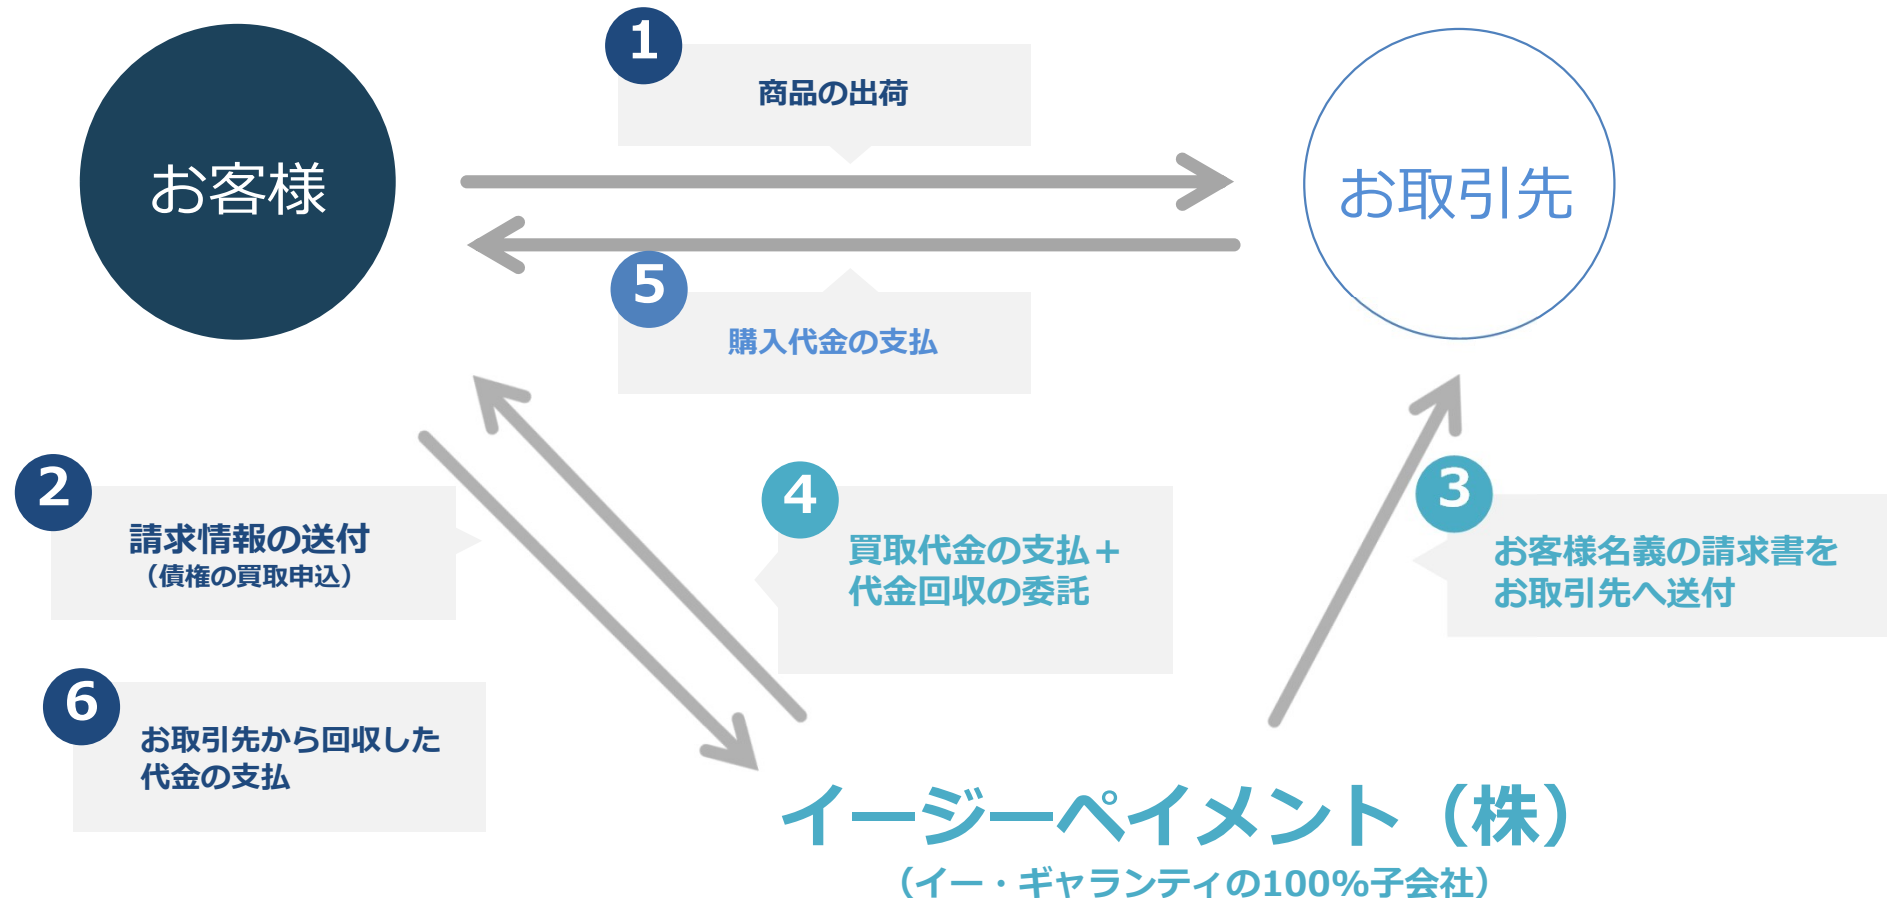 お客様
1
商品の出荷
お取引先
5
購入代金の支払
2
請求情報の送付
（債権の買取申込）
4
買取代金の支払＋
代金回収の委託
3
お客様名義の請求書を
お取引先へ送付
6
お取引先から回収した
代金の支払
イージーペイメント（株）
（イー・ギャランティの100%子会社）